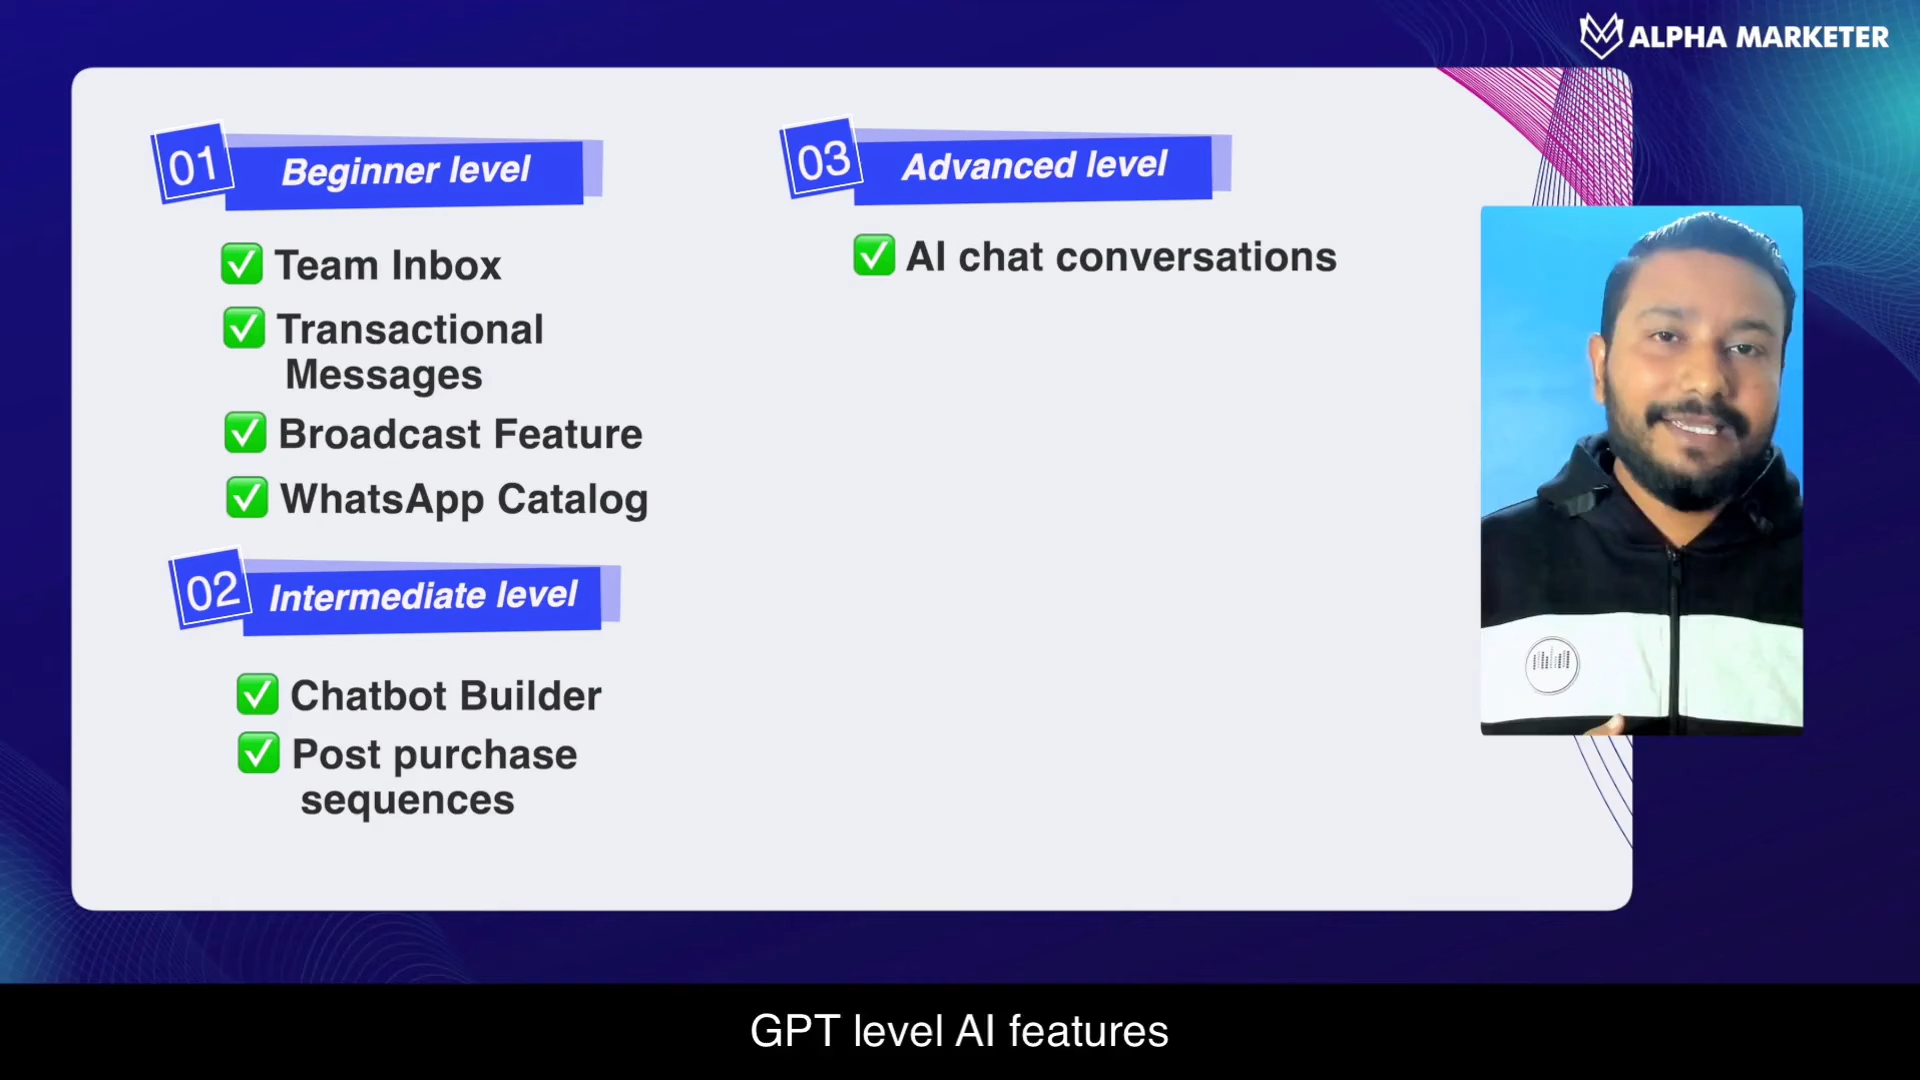 ALPHA MARKETER
01 Beginner level
✅ Team Inbox
✅ Transactional
Messages
✅ Broadcast Feature
✅ WhatsApp Catalog
02 Intermediate level
✅ Chatbot Builder
✅ Post purchase
sequences
03 Advanced level
✅ AI chat conversations
GPT level AI features